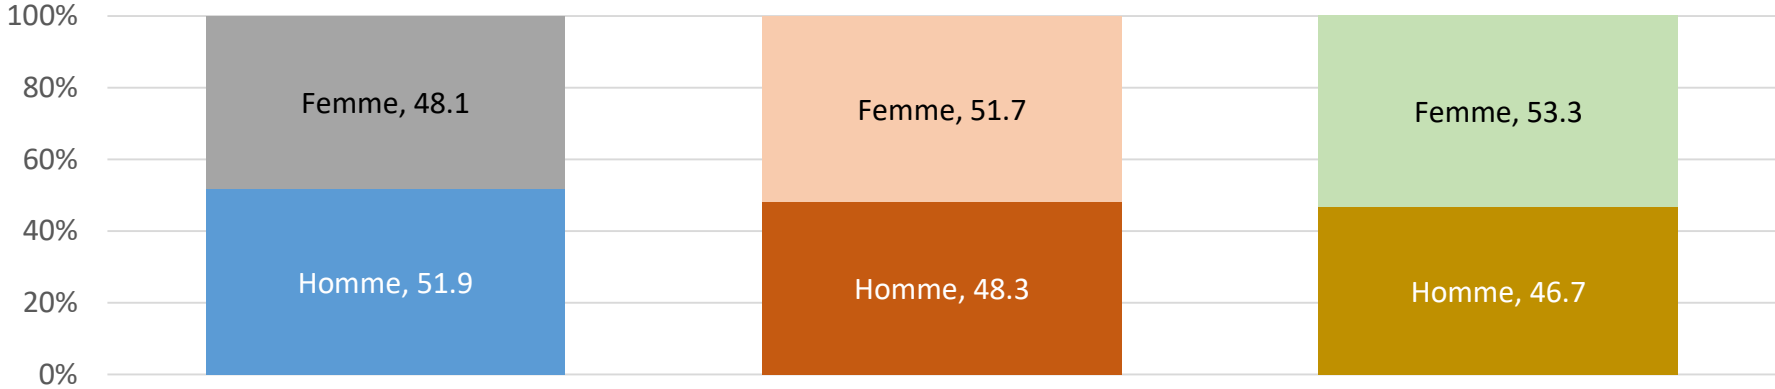 100%
80%
60%
40%
20%
0%
Femme, 48.1
Homme, 51.9
Femme, 51.7
Homme, 48.3
Femme, 53.3
Homme, 46.7